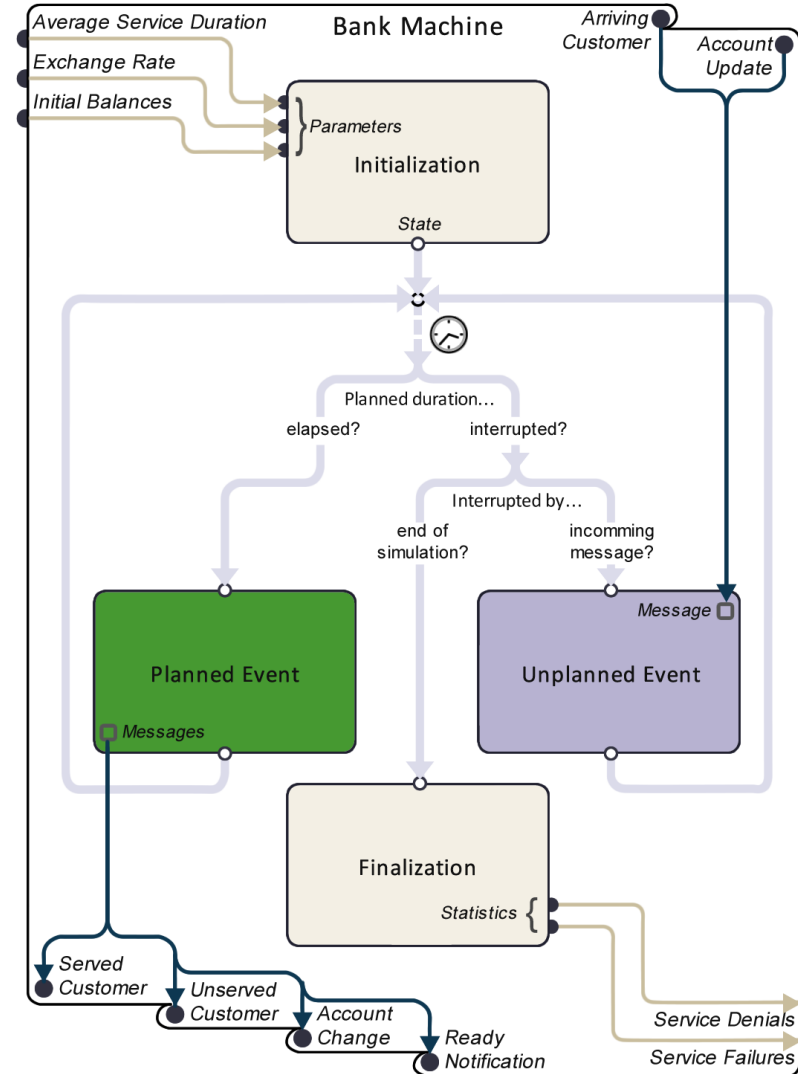 Bank Machine
Average Service Duration
Exchange Rate
Initial Balances
Arriving
Customer
Account
Update
Parameters
Initialization
State
Planned duration...
elapsed?
interrupted?
Interrupted by...
end of
simulation?
incomming
message?
Message
Planned Event
Unplanned Event
Messages
Finalization
Statistics
Served
Customer
Unserved
Customer
Account
Change
Ready
Notification
Service Denials
Service Failures